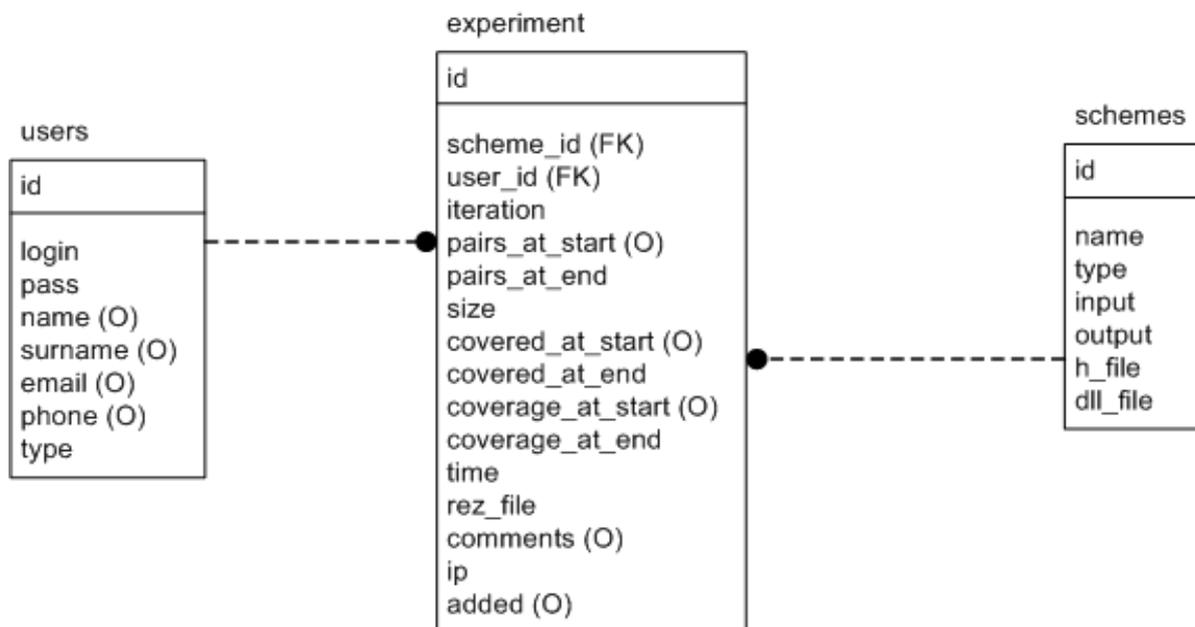 users
id
login
pass
name (O)
surname (O)
email (O)
phone (O)
type
experiment
id
scheme_id (FK)
user_id (FK)
iteration
pairs_at_start (O)
pairs_at_end
size
covered_at_start (O)
covered_at_end
coverage_at_start (O)
coverage_at_end
time
rez_file
comments (O)
ip
added (O)
schemes
id
name
type
input
output
h_file
dll_file